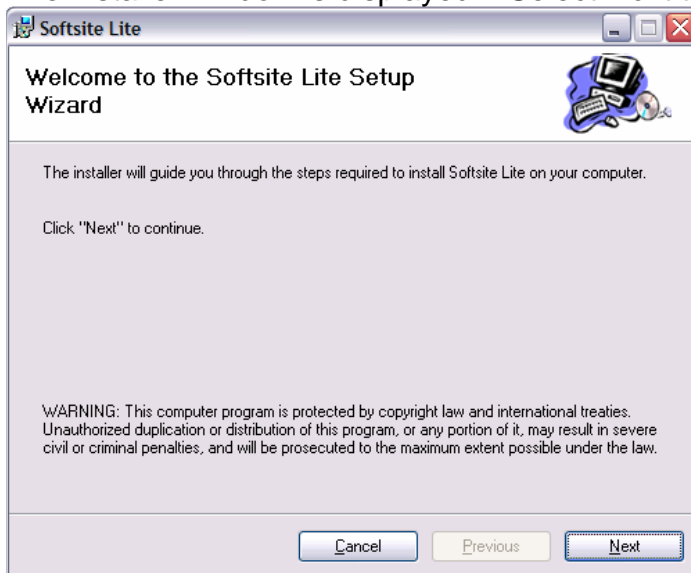 Softsite Lite
Welcome to the Softsite Lite Setup
Wizard
The installer will guide you through the steps required to install Softsite Lite on your computer.
Click "Next" to continue.
WARNING: This computer program is protected by copyright law and international treaties.
Unauthorized duplication or distribution of this program, or any portion of it, may result in severe
civil or criminal penalties, and will be prosecuted to the maximum extent possible under the law.
Cancel Previous Next